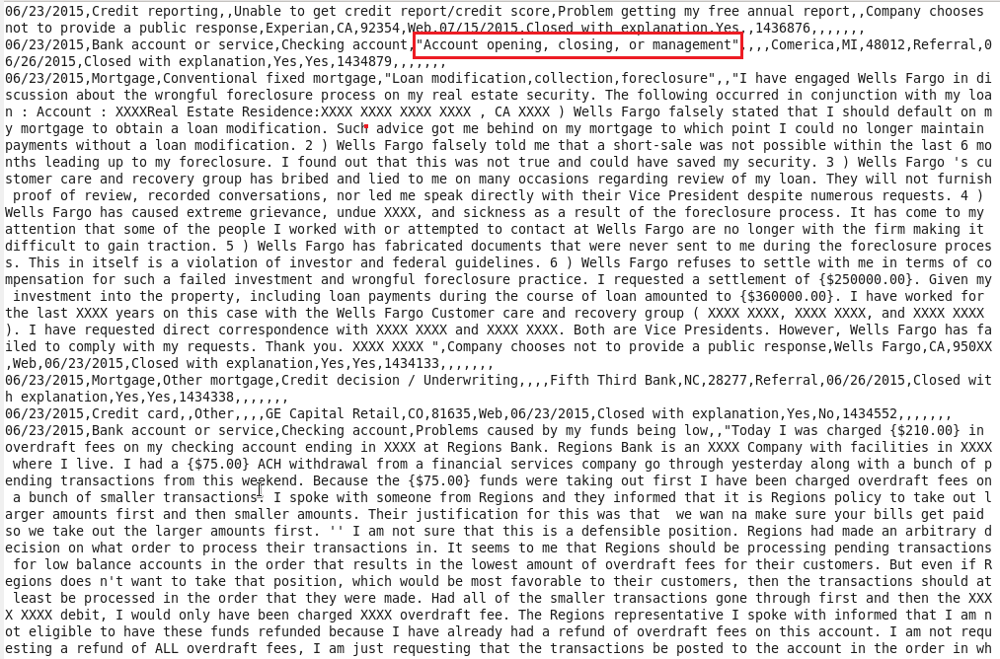 06/23/2015,Credit reporting,,Unable to get credit report/credit score,Problem getting my free annual report,,Company chooses
not to provide a public response,Experian,CA,92354,Web,07/15/2015,Closed with explanation,Yes,,1436876,,,,,,,
06/23/2015,Bank account or service,Checking account,"Account opening, closing, or management",,,,Comerica,MI,48012,Referral,0
6/26/2015,Closed with explanation,Yes,Yes,1434879,,,,,,,
06/23/2015,Mortgage,Conventional fixed mortgage,"Loan modification,collection,foreclosure",,"I have engaged Wells Fargo in di
scussion about the wrongful foreclosure process on my real estate security. The following occurred in conjunction with my loa
n : Account : XXXXReal Estate Residence:XXXX XXXX XXXX XXXX , CA XXXX ) Wells Fargo falsely stated that I should default on m
y mortgage to obtain a loan modification. Such advice got me behind on my mortgage to which point I could no longer maintain
payments without a loan modification. 2 ) Wells Fargo falsely told me that a short-sale was not possible within the last 6 mo
nths leading up to my foreclosure. I found out that this was not true and could have saved my security. 3 ) Wells Fargo 's cu
stomer care and recovery group has bribed and lied to me on many occasions regarding review of my loan. They will not furnish
proof of review, recorded conversations, nor led me speak directly with their Vice President despite numerous requests. 4 )
Wells Fargo has caused extreme grievance, undue XXXX, and sickness as a result of the foreclosure process. It has come to my
attention that some of the people I worked with or attempted to contact at Wells Fargo are no longer with the firm making it
difficult to gain traction. 5 ) Wells Fargo has fabricated documents that were never sent to me during the foreclosure proces
s. This in itself is a violation of investor and federal guidelines. 6 ) Wells Fargo refuses to settle with me in terms of co
mpensation for such a failed investment and wrongful foreclosure practice. I requested a settlement of {$250000.00}. Given my
investment into the property, including loan payments during the course of loan amounted to {$360000.00}. I have worked for
the last XXXX years on this case with the Wells Fargo Customer care and recovery group ( XXXX XXXX, XXXX XXXX, and XXXX XXXX
). I have requested direct correspondence with XXXX XXXX and XXXX XXXX. Both are Vice Presidents. However, Wells Fargo has fa
iled to comply with my requests. Thank you. XXXX XXXX ",Company chooses not to provide a public response,Wells Fargo,CA,950XX
,Web,06/23/2015,Closed with explanation,Yes,Yes,1434133,,,,,,,
06/23/2015,Mortgage,Other mortgage,Credit decision / Underwriting,,,,Fifth Third Bank,NC,28277,Referral,06/26/2015,Closed wit
h explanation,Yes,Yes,1434338,,,,,,,
06/23/2015,Credit card,,Other,,,,GE Capital Retail,CO,81635,Web,06/23/2015,Closed with explanation,Yes,No,1434552,,,,,,,
06/23/2015,Bank account or service,Checking account,Problems caused by my funds being low,,"Today I was charged {$210.00} in
overdraft fees on my checking account ending in XXXX at Regions Bank. Regions Bank is an XXXX Company with facilities in XXXX
where I live. I had a {$75.00} ACH withdrawal from a financial services company go through yesterday along with a bunch of p
ending transactions from this weekend. Because the {$75.00} funds were taking out first I have been charged overdraft fees on
a bunch of smaller transactions. I spoke with someone from Regions and they informed that it is Regions policy to take out l
arger amounts first and then smaller amounts. Their justification for this was that  we wan na make sure your bills get paid
so we take out the larger amounts first. '' I am not sure that this is a defensible position. Regions had made an arbitrary d
ecision on what order to process their transactions in. It seems to me that Regions should be processing pending transactions
for low balance accounts in the order that results in the lowest amount of overdraft fees for their customers. But even if R
egions does n't want to take that position, which would be most favorable to their customers, then the transactions should at
least be processed in the order that they were made. Had all of the smaller transactions gone through first and then the XXX
X XXXX debit, I would only have been charged XXXX overdraft fee. The Regions representative I spoke with informed that I am n
ot eligible to have these funds refunded because I have already had a refund of overdraft fees on this account. I am not requ
esting a refund of ALL overdraft fees, I am just requesting that the transactions be posted to the account in the order in wh